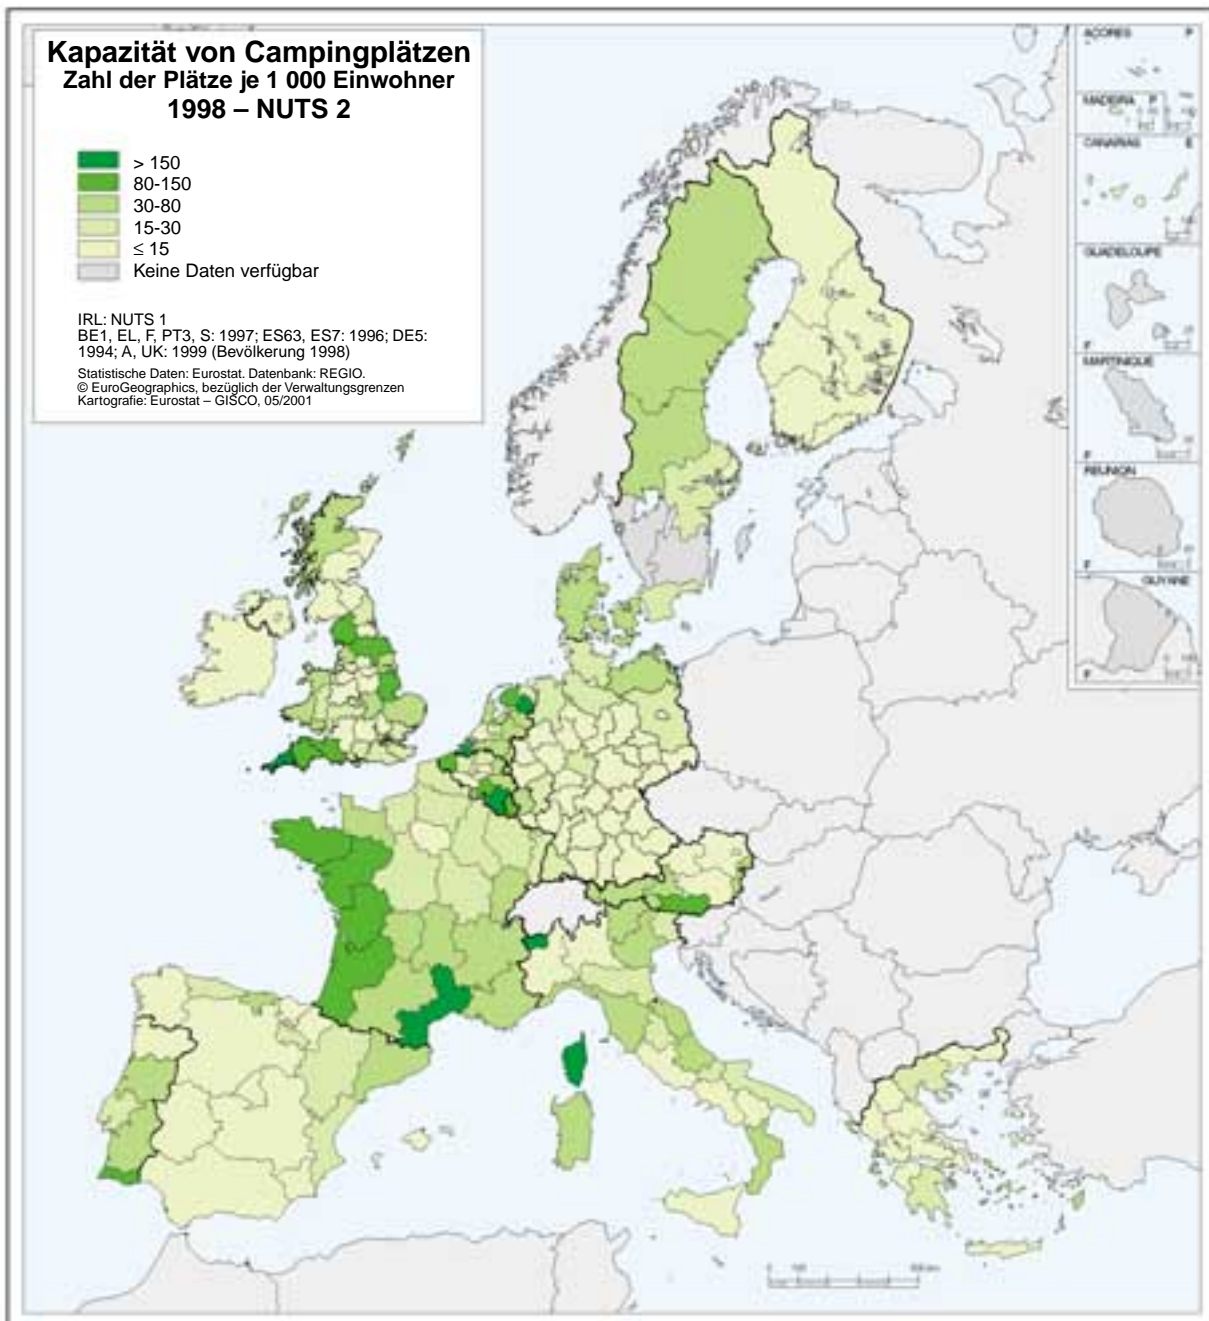 Kapazität von Campingplätzen
Zahl der Plätze je 1 000 Einwohner
1998 – NUTS 2
> 150
80-150
30-80
15-30
≤ 15
Keine Daten verfügbar
IRL: NUTS 1
BE1, EL, F, PT3, S: 1997; ES63, ES7: 1996; DE5:
1994; A, UK: 1999 (Bevölkerung 1998)
Statistische Daten: Eurostat. Datenbank: REGIO.
© EuroGeographics, bezüglich der Verwaltungsgrenzen
Kartografie: Eurostat – GISCO, 05/2001
AÇORES P
MADEIRA P
CANARIAS E
GUADELOUPE
F
MARTINIQUE
F
REUNION
F
GUYANE
F